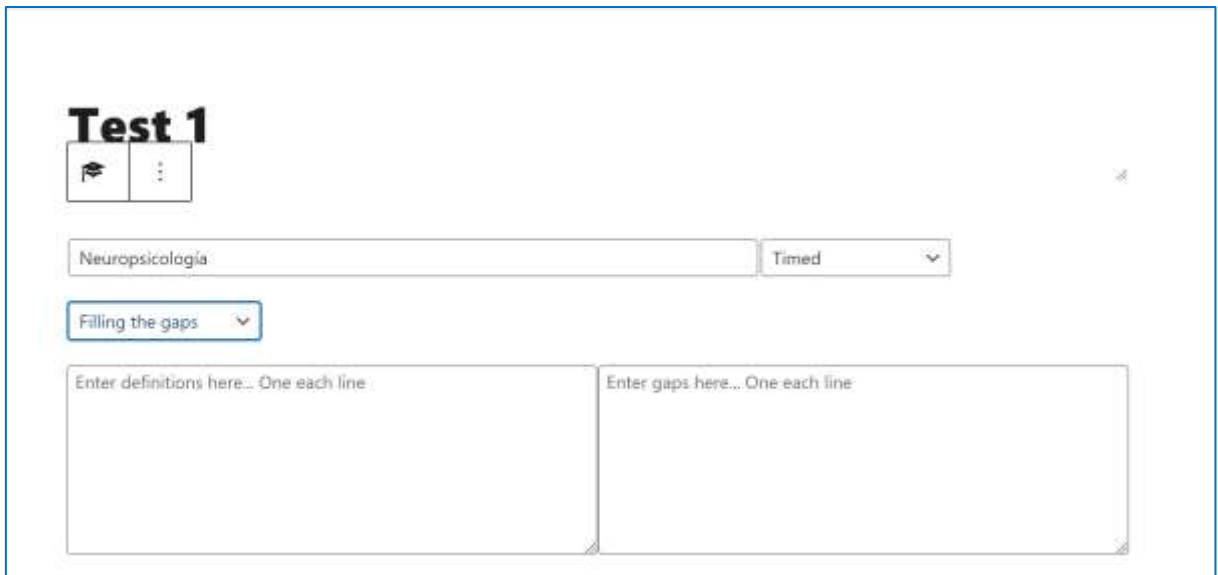 Test 1
Neuropsicología Timed
Filling the gaps
Enter definitions here... One each line Enter gaps here... One each line